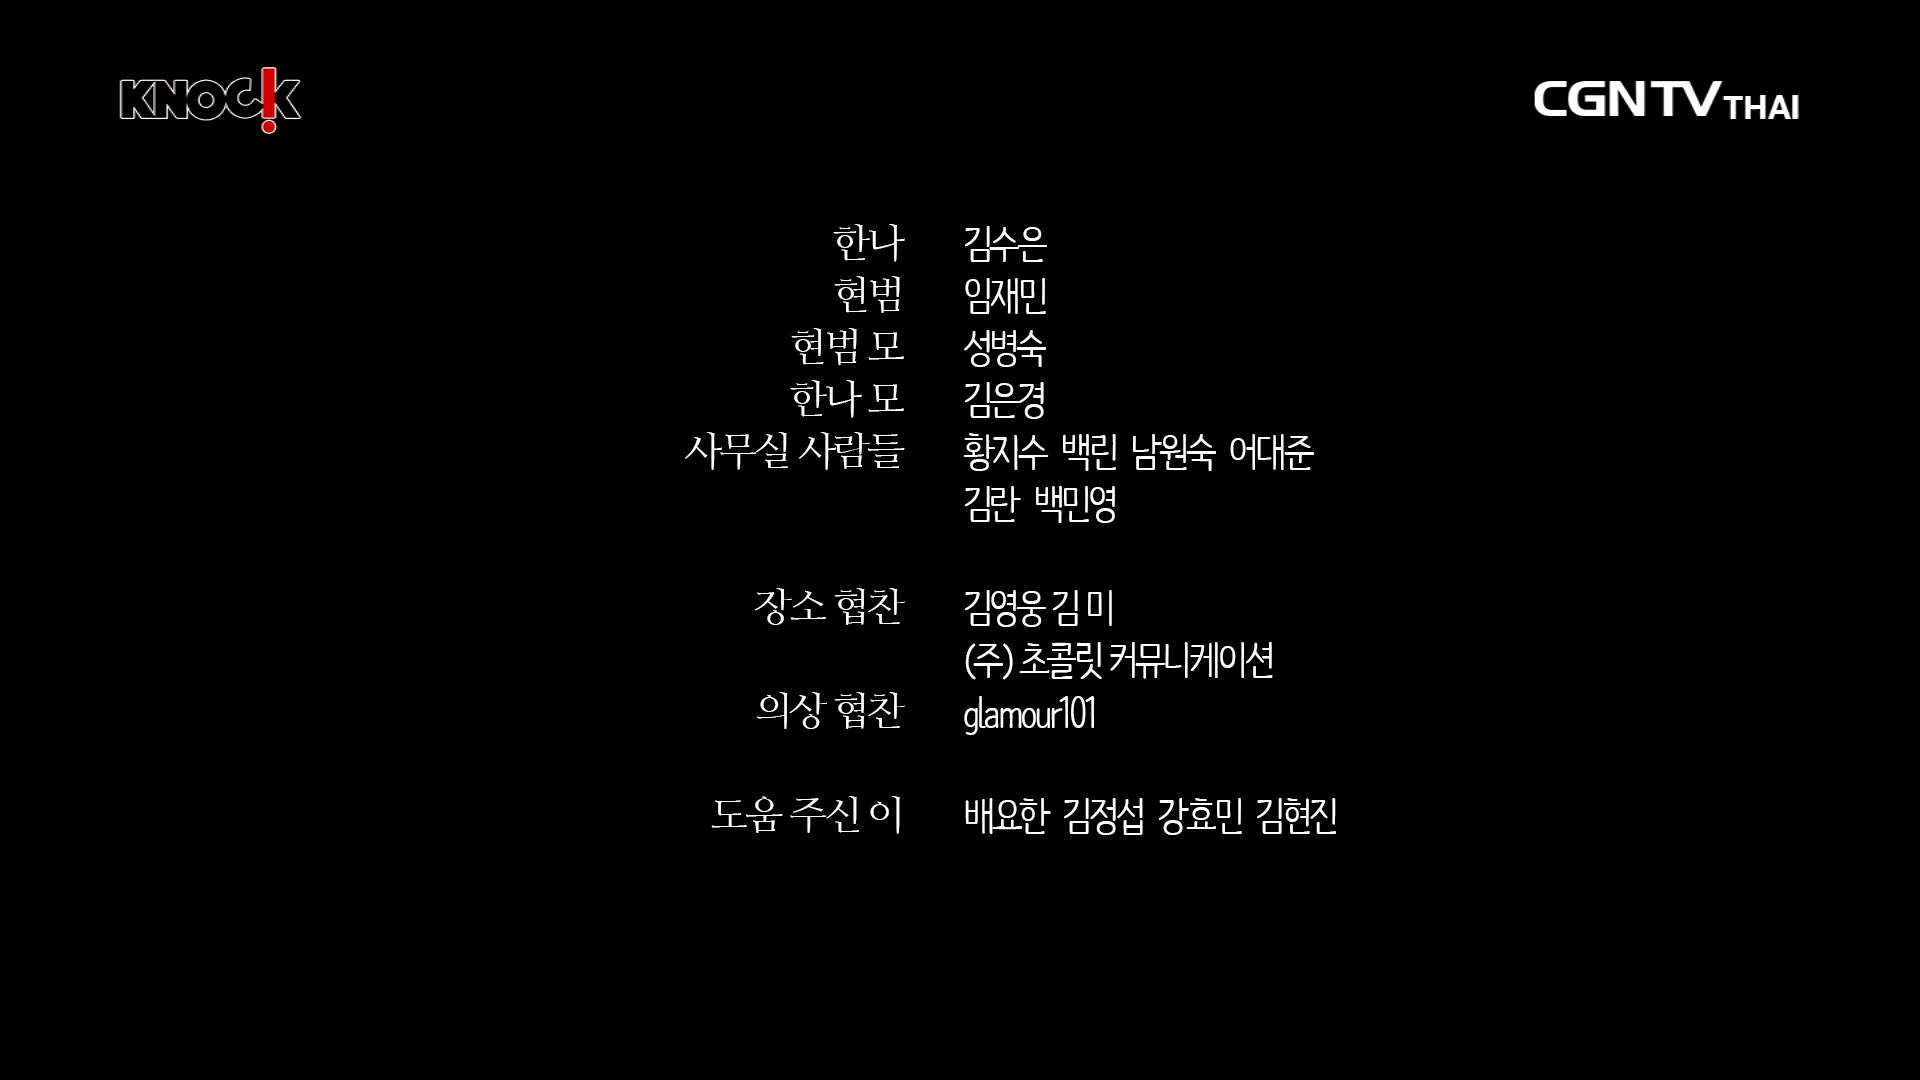 KNOCK!
CGNTV THAI
한나 김수은
현범 임재민
현범 모 성병숙
한나 모 김은경
사무실 사람들 황지수 백린 남원숙 어대준
김란 백민영
장소 협찬 김영웅 김 미
(주) 초콜릿 커뮤니케이션
의상 협찬 glamour101
도움 주신 이 배요한 김정섭 강효민 김현진